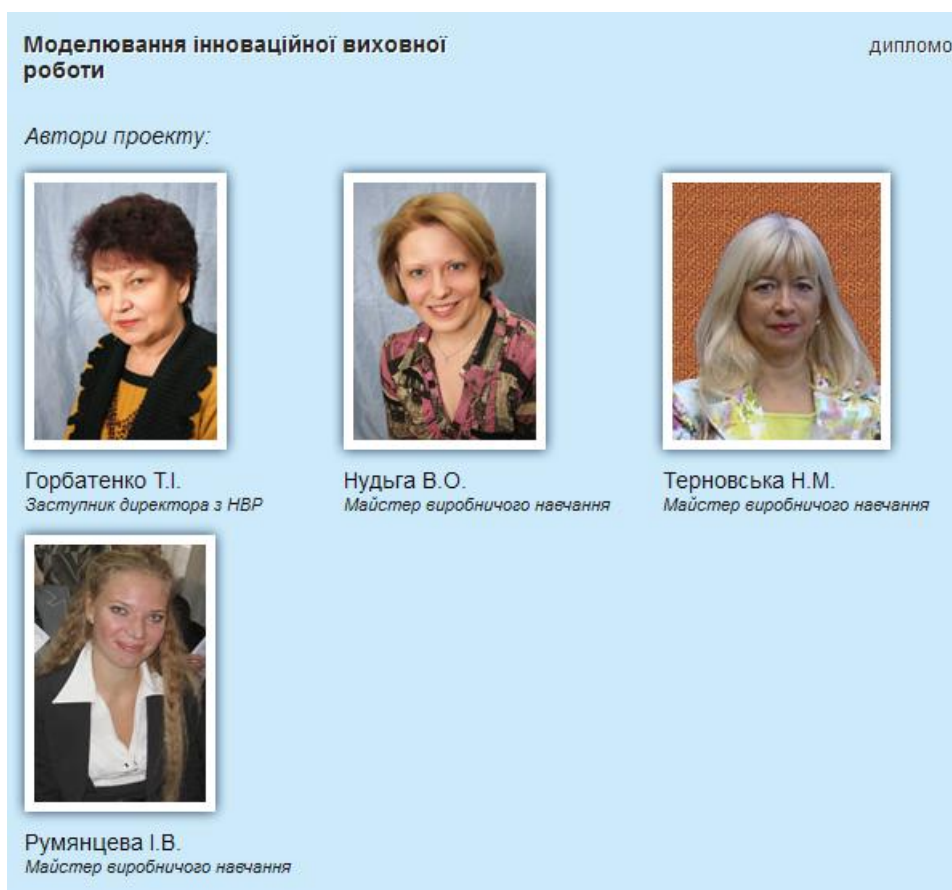 Моделювання інноваційної виховної
роботи
дипломо
Автори проекту:
Горбатенко Т.І.
Заступник директора з НВР
Нудьга В.О.
Майстер виробничого навчання
Терновська Н.М.
Майстер виробничого навчання
Румянцева І.В.
Майстер виробничого навчання